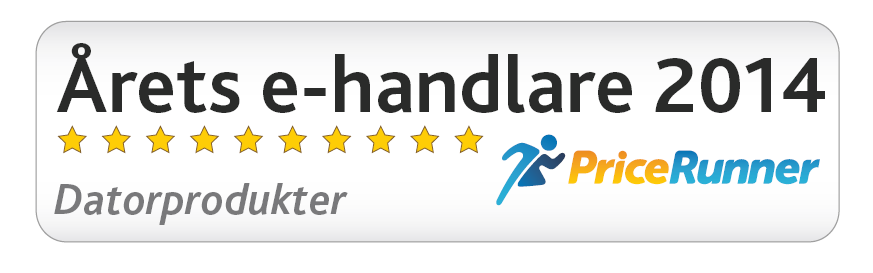 Årets e-handlare 2014
PriceRunner
Datorprodukter